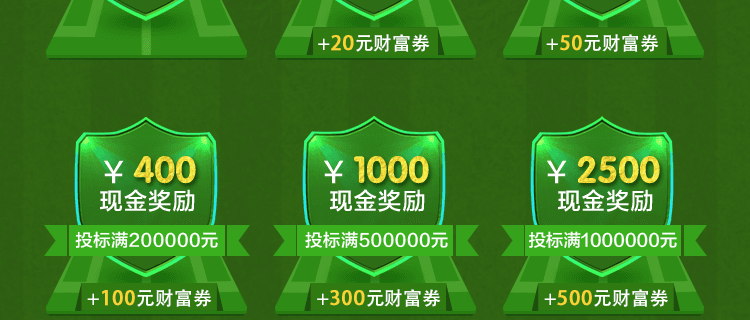 +20元财富券
+50元财富券
¥ 400
现金奖励
投标满200000元
+100元财富券
¥ 1000
现金奖励
投标满500000元
+300元财富券
¥ 2500
现金奖励
投标满1000000元
+500元财富券